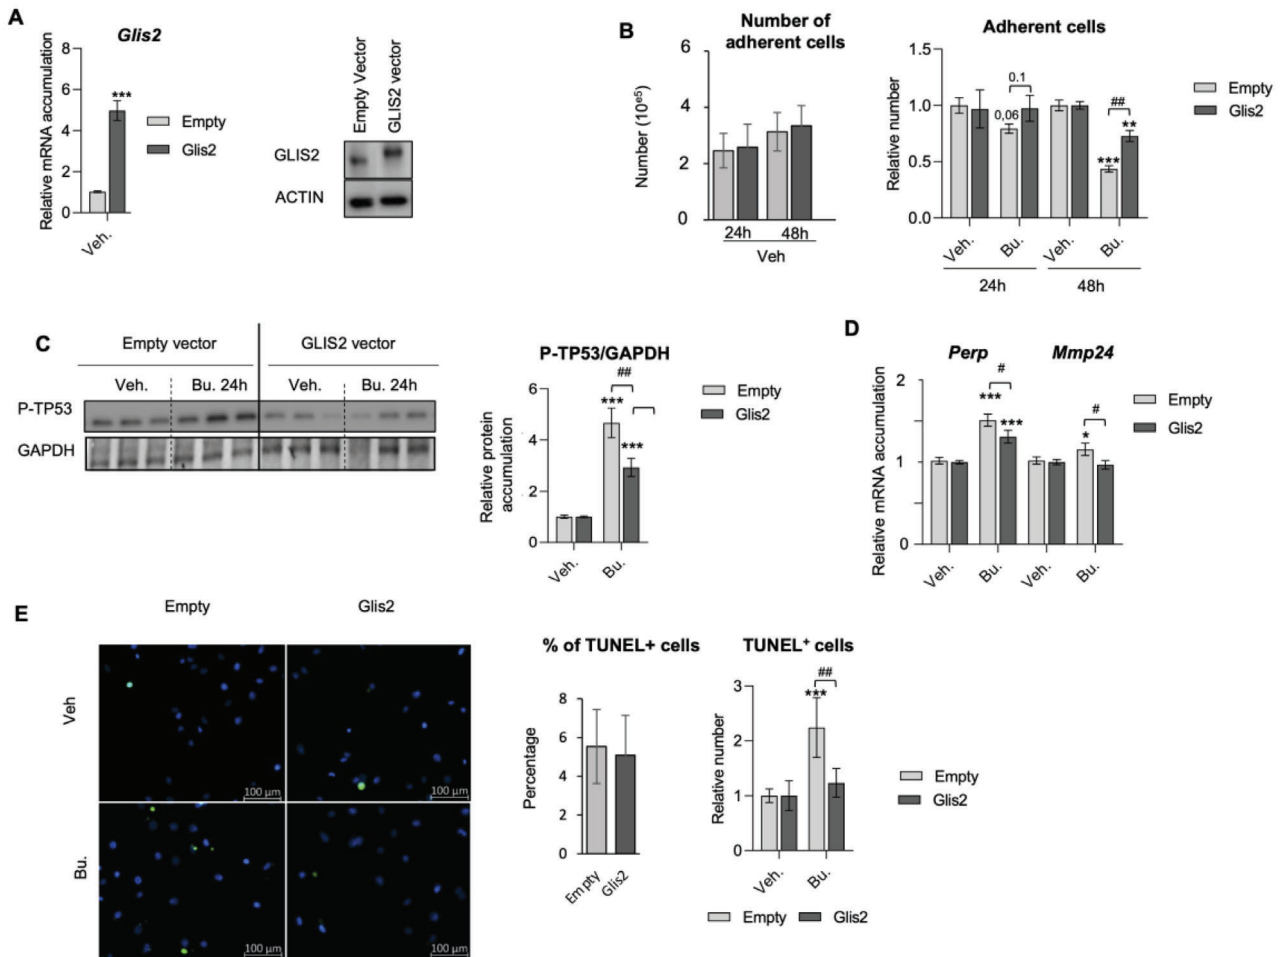 A
Glis2
Relative mRNA accumulation
8
6
4
2
0
***
Veh.
Empty
Glis2
Empty Vector
GLIS2 vector
GLIS2
ACTIN
B
Number of
adherent cells
Number (10e5)
6
4
2
0
24h
48h
Veh
Adherent cells
Relative number
1.5
1.0
0.5
0.0
0,06
0.1
***
##
**
Veh.
Bu.
Veh.
Bu.
24h
48h
Empty
Glis2
C
Empty vector
GLIS2 vector
Veh.
Bu. 24h
Veh.
Bu. 24h
P-TP53
GAPDH
P-TP53/GAPDH
Relative protein
accumulation
6
4
2
0
##
***
***
Veh.
Bu.
Empty
Glis2
D
Perp
Mmp24
Relative mRNA accumulation
2
1
0
#
***
***
#
*
Veh.
Bu.
Veh.
Bu.
Empty
Glis2
E
Empty
Glis2
Veh
Bu.
100 µm
100 µm
100 µm
100 µm
% of TUNEL+ cells
Percentage
8
6
4
2
0
Empty
Glis2
TUNEL+ cells
Relative number
3
2
1
0
##
***
Veh.
Bu.
Empty
Glis2
Empty
Glis2